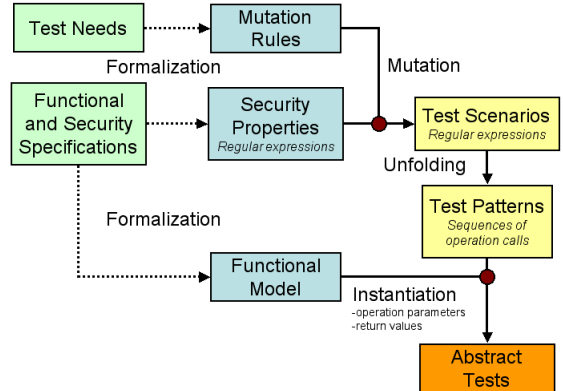 Test Needs
Mutation
Rules
Formalization
Mutation
Functional
and Security
Specifications
Security
Properties
Regular expressions
Test Scenarios
Regular expressions
Unfolding
Test Patterns
Sequences of
operation calls
Formalization
Functional
Model
Instantiation
-operation parameters
-return values
Abstract
Tests